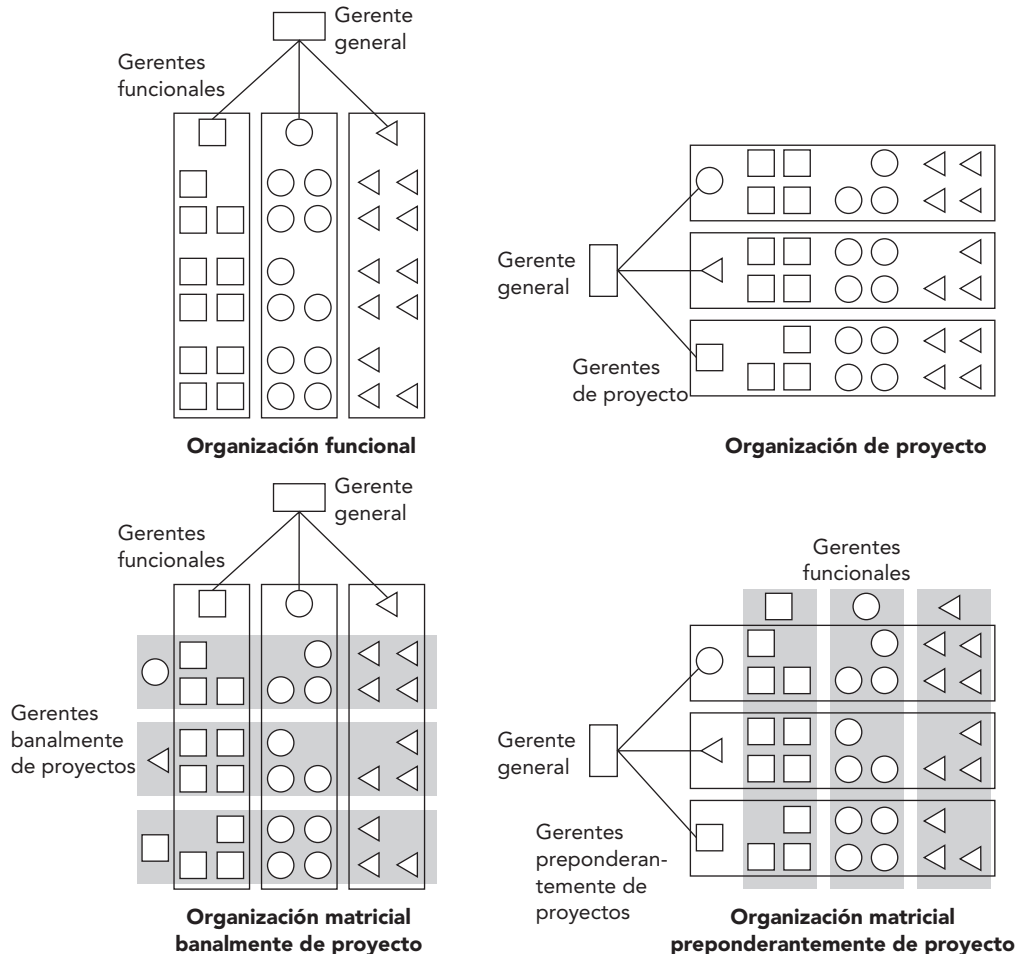 Gerente
general
Gerentes
funcionales
Organización funcional
Gerente
general
Gerentes
de proyecto
Organización de proyecto
Gerente
general
Gerentes
funcionales
Gerentes
banalmente
de proyectos
Organización matricial
banalmente de proyecto
Gerentes
funcionales
Gerente
general
Gerentes
preponderan-
temente de
proyectos
Organización matricial
preponderantemente de proyecto